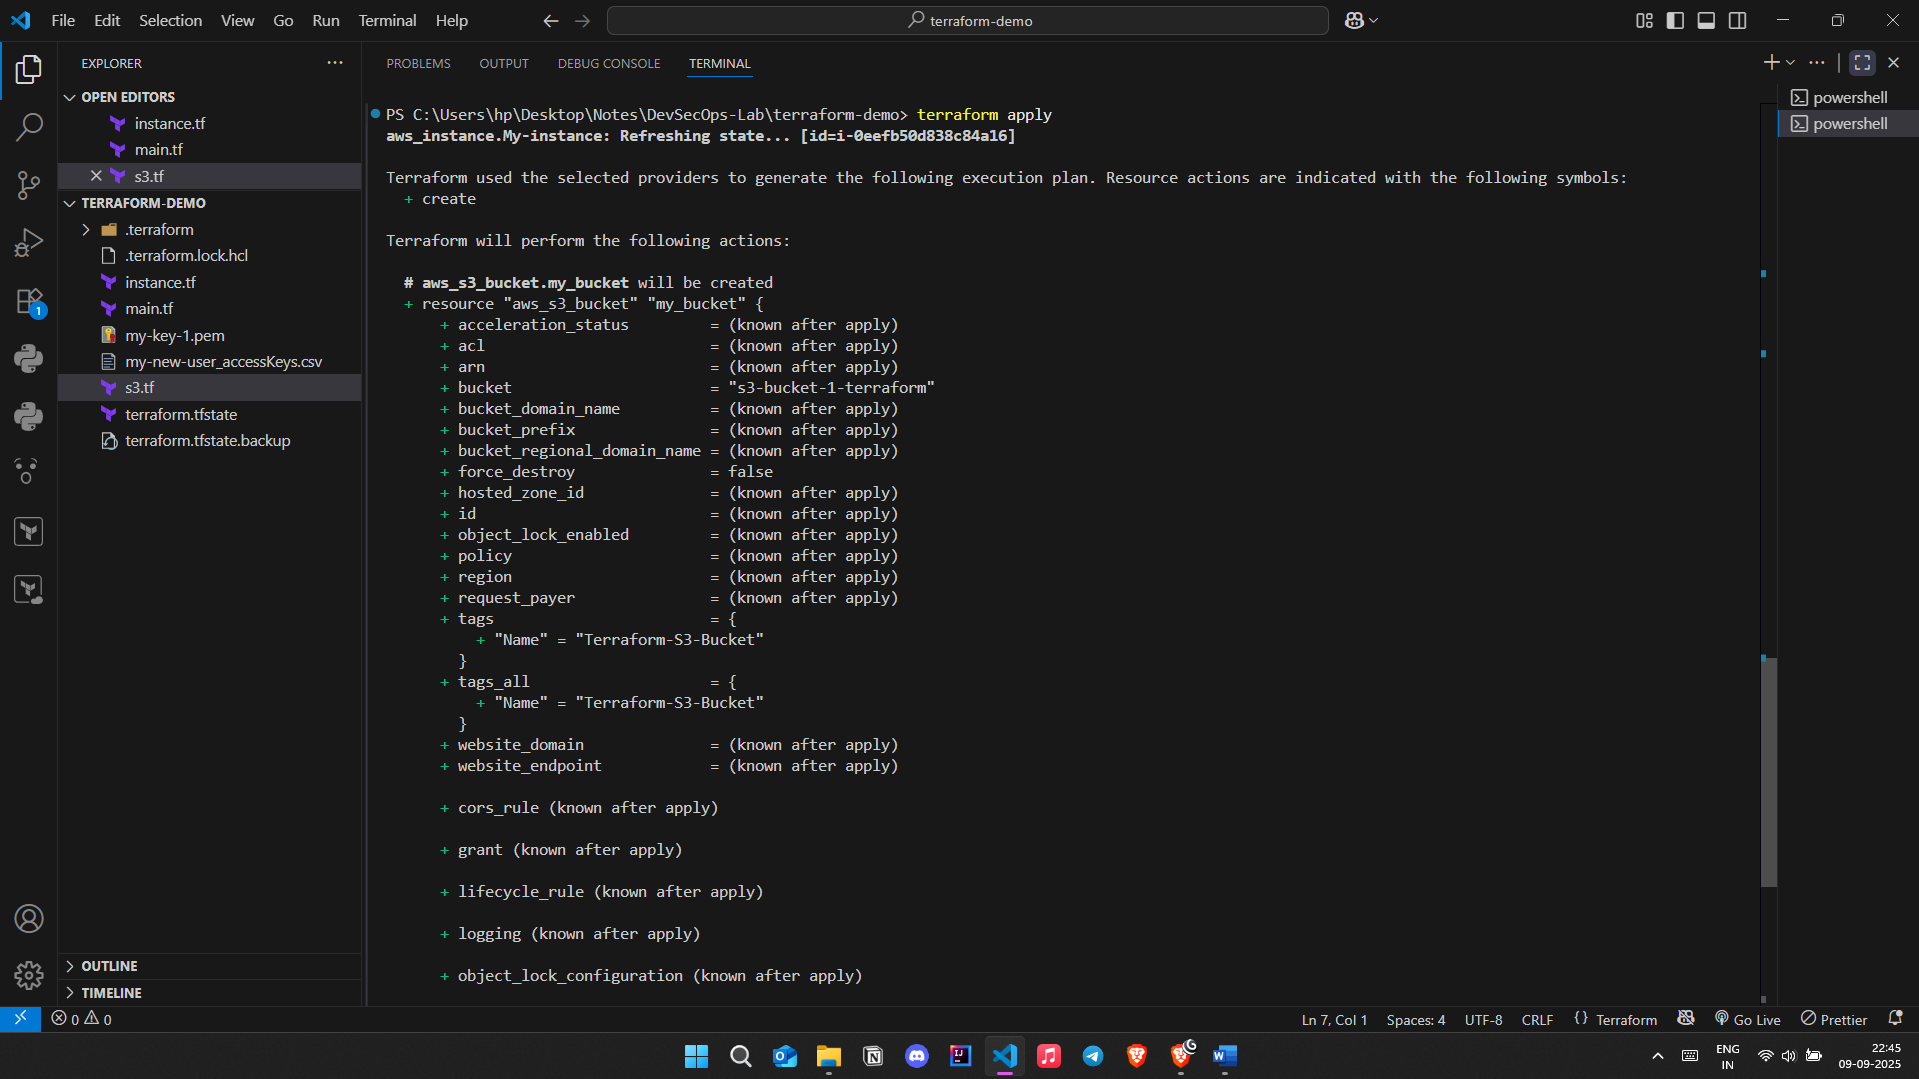 File Edit Selection View Go Run Terminal Help
terraform-demo
EXPLORER
OPEN EDITORS
instance.tf
main.tf
s3.tf
TERRAFORM-DEMO
.terraform
.terraform.lock.hcl
instance.tf
main.tf
my-key-1.pem
my-new-user_accessKeys.csv
s3.tf
terraform.tfstate
terraform.tfstate.backup
OUTLINE
TIMELINE
1
PROBLEMS OUTPUT DEBUG CONSOLE TERMINAL
PS C:\Users\hp\Desktop\Notes\DevSecOps-Lab\terraform-demo> terraform apply
aws_instance.My-instance: Refreshing state... [id=i-0eefb50d838c84a16]
Terraform used the selected providers to generate the following execution plan. Resource actions are indicated with the following symbols:
+ create
Terraform will perform the following actions:
# aws_s3_bucket.my_bucket will be created
+ resource "aws_s3_bucket" "my_bucket" {
+ acceleration_status = (known after apply)
+ acl = (known after apply)
+ arn = (known after apply)
+ bucket = "s3-bucket-1-terraform"
+ bucket_domain_name = (known after apply)
+ bucket_prefix = (known after apply)
+ bucket_regional_domain_name = (known after apply)
+ force_destroy = false
+ hosted_zone_id = (known after apply)
+ id = (known after apply)
+ object_lock_enabled = (known after apply)
+ policy = (known after apply)
+ region = (known after apply)
+ request_payer = (known after apply)
+ tags = {
+ "Name" = "Terraform-S3-Bucket"
}
+ tags_all = {
+ "Name" = "Terraform-S3-Bucket"
}
+ website_domain = (known after apply)
+ website_endpoint = (known after apply)
+ cors_rule (known after apply)
+ grant (known after apply)
+ lifecycle_rule (known after apply)
+ logging (known after apply)
+ object_lock_configuration (known after apply)
powershell
powershell
0 0
Ln 7, Col 1 Spaces: 4 UTF-8 CRLF {} Terraform Go Live Prettier
ENG
IN
22:45
09-09-2025